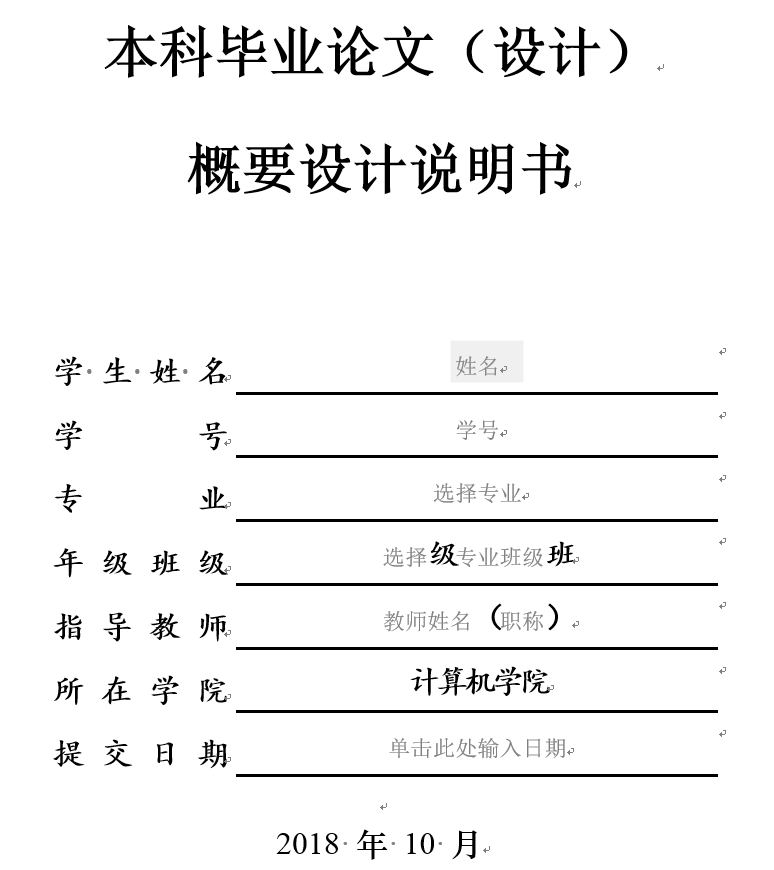 本科毕业论文（设计）
概要设计说明书
学生姓名 姓名
学号 学号
专业 选择专业
年级班级 选择级专业班级班
指导教师 教师姓名（职称）
所在学院 计算机学院
提交日期 单击此处输入日期
2018 年 10 月